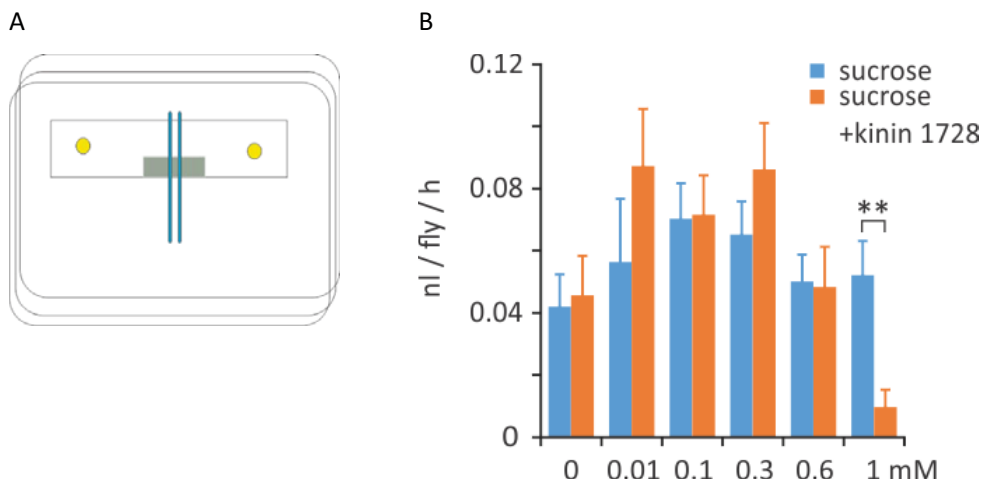 A
B
0.12
0.08
0.04
0
nl / fly / h
sucrose
sucrose
+kinin 1728
**
0 0.01 0.1 0.3 0.6 1 mM